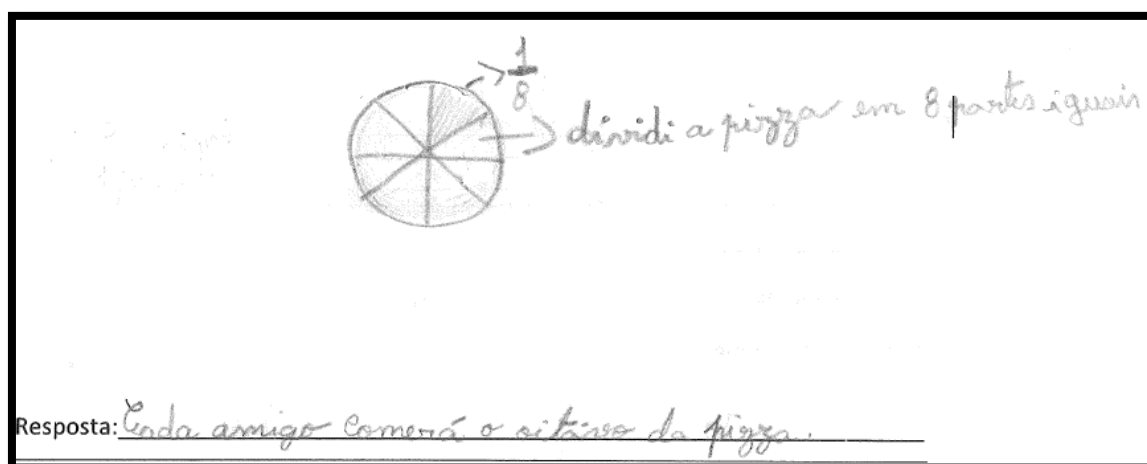 1
8
dividi a pizza em 8 partes iguais
Resposta: Cada amigo comerá o oitavo da pizza.